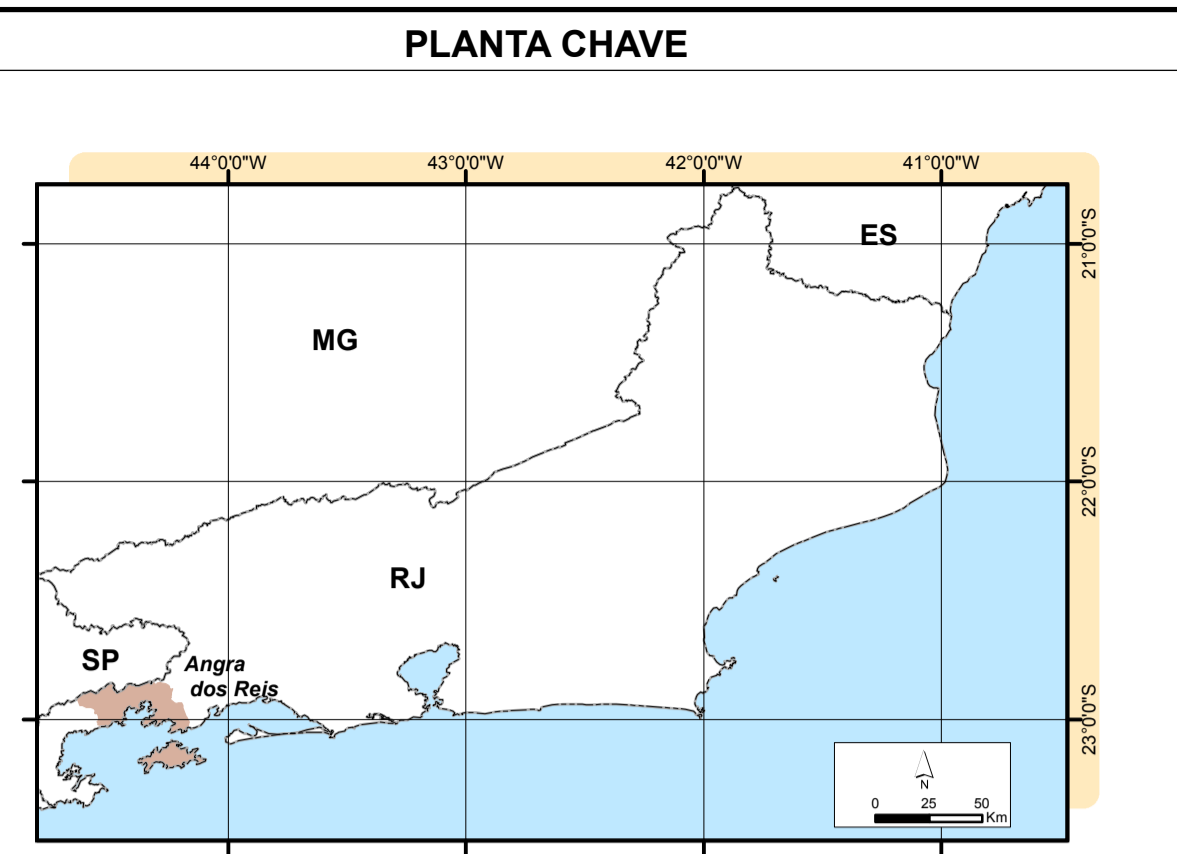 PLANTA CHAVE
44°0'0"W 43°0'0"W 42°0'0"W 41°0'0"W
ES
21°0'0"S
MG
22°0'0"S
RJ
SP
Angra
dos Reis
23°0'0"S
N
0 25 50
Km